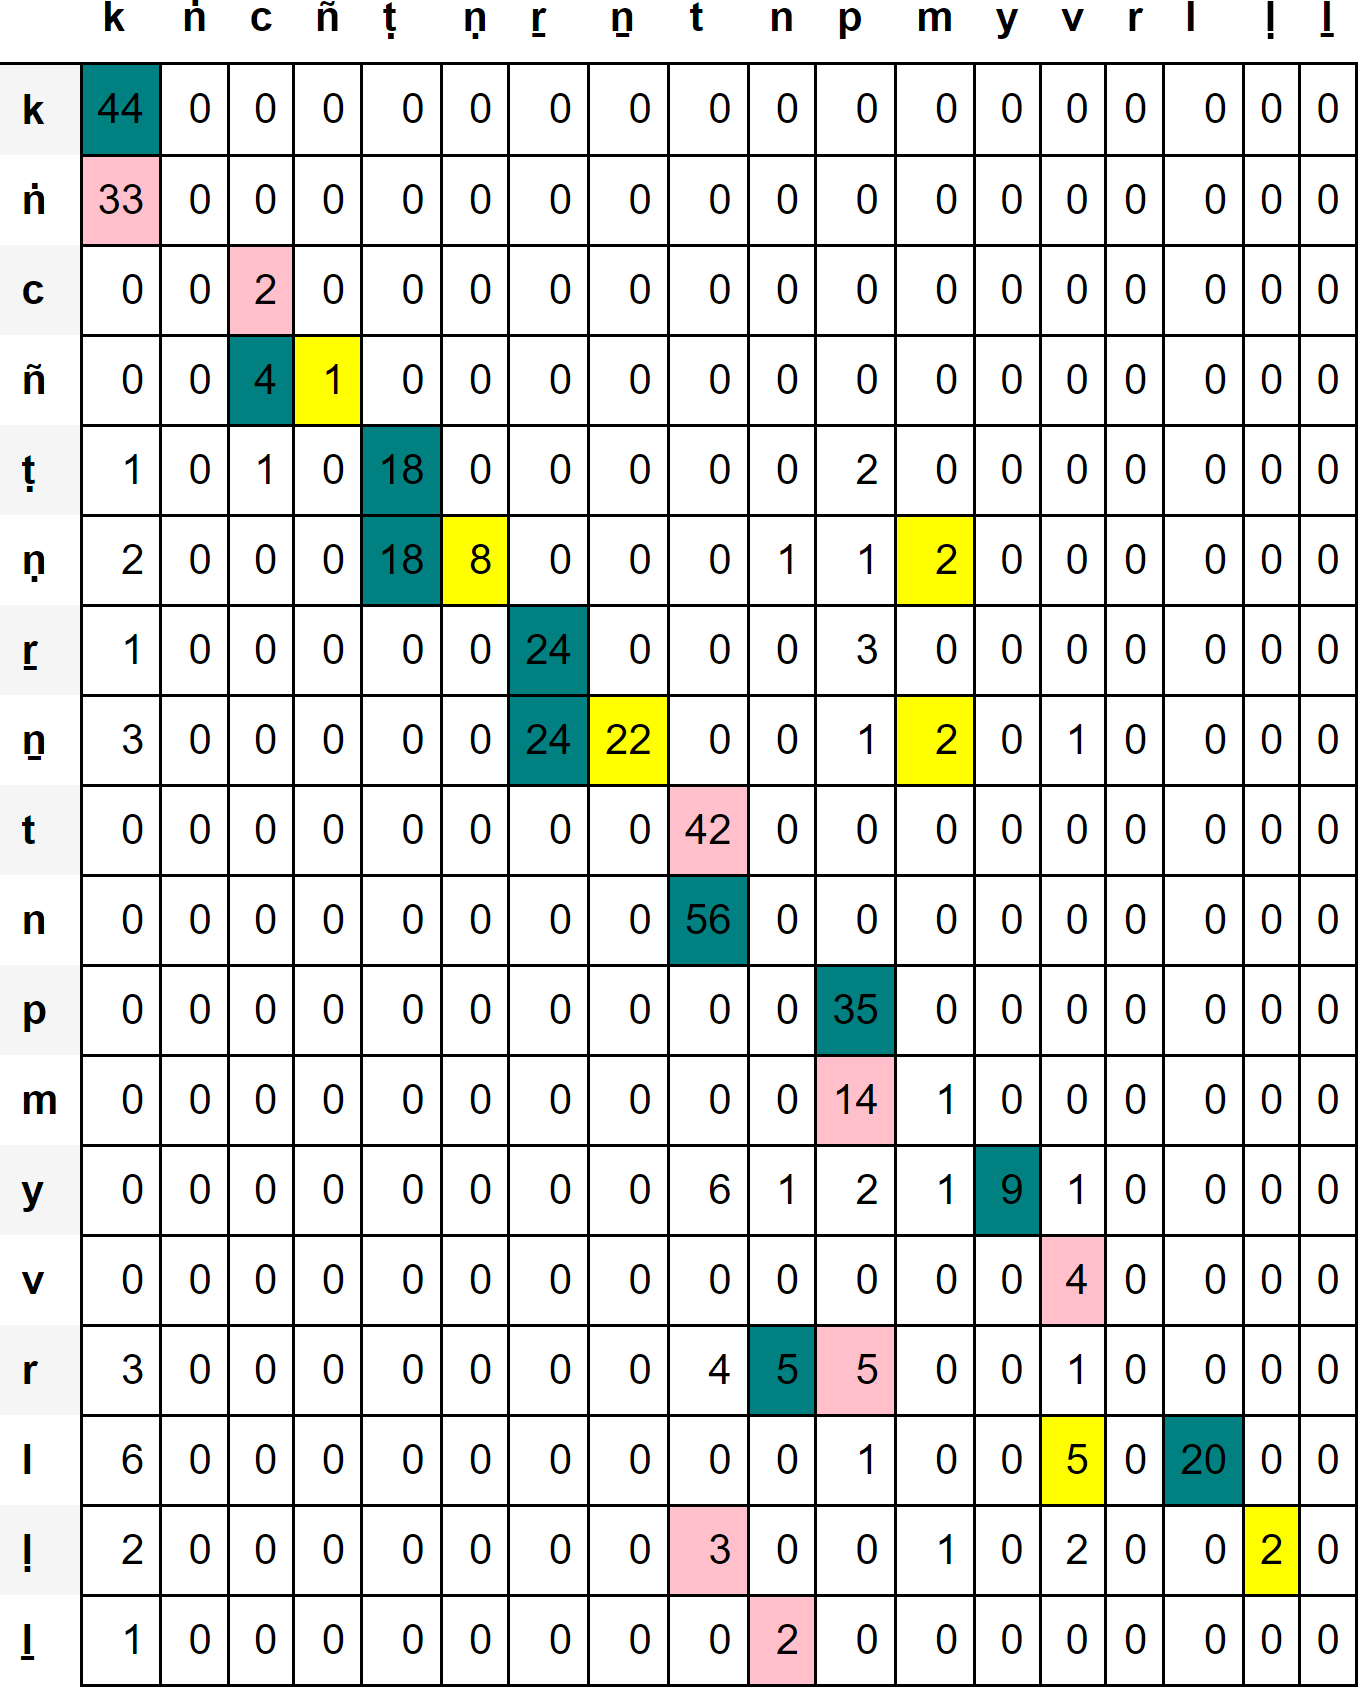 k ṅ c ñ ṭ ṇ ṟ ṉ t n p m y v r l ḷ ḻ
k 44 0 0 0 0 0 0 0 0 0 0 0 0 0 0 0 0 0
ṅ 33 0 0 0 0 0 0 0 0 0 0 0 0 0 0 0 0 0
c 0 0 2 0 0 0 0 0 0 0 0 0 0 0 0 0 0 0
ñ 0 0 4 1 0 0 0 0 0 0 0 0 0 0 0 0 0 0
ṭ 1 0 1 0 18 0 0 0 0 0 2 0 0 0 0 0 0 0
ṇ 2 0 0 0 18 8 0 0 0 1 1 2 0 0 0 0 0 0
ṟ 1 0 0 0 0 0 24 0 0 0 3 0 0 0 0 0 0 0
ṉ 3 0 0 0 0 0 24 22 0 0 1 2 0 1 0 0 0 0
t 0 0 0 0 0 0 0 0 42 0 0 0 0 0 0 0 0 0
n 0 0 0 0 0 0 0 0 56 0 0 0 0 0 0 0 0 0
p 0 0 0 0 0 0 0 0 0 0 35 0 0 0 0 0 0 0
m 0 0 0 0 0 0 0 0 0 0 14 1 0 0 0 0 0 0
y 0 0 0 0 0 0 0 0 6 1 2 1 9 1 0 0 0 0
v 0 0 0 0 0 0 0 0 0 0 0 0 0 4 0 0 0 0
r 3 0 0 0 0 0 0 0 4 5 5 0 0 1 0 0 0 0
l 6 0 0 0 0 0 0 0 0 0 1 0 0 5 0 20 0 0
ḷ 2 0 0 0 0 0 0 0 3 0 0 1 0 2 0 0 2 0
ḻ 1 0 0 0 0 0 0 0 0 2 0 0 0 0 0 0 0 0